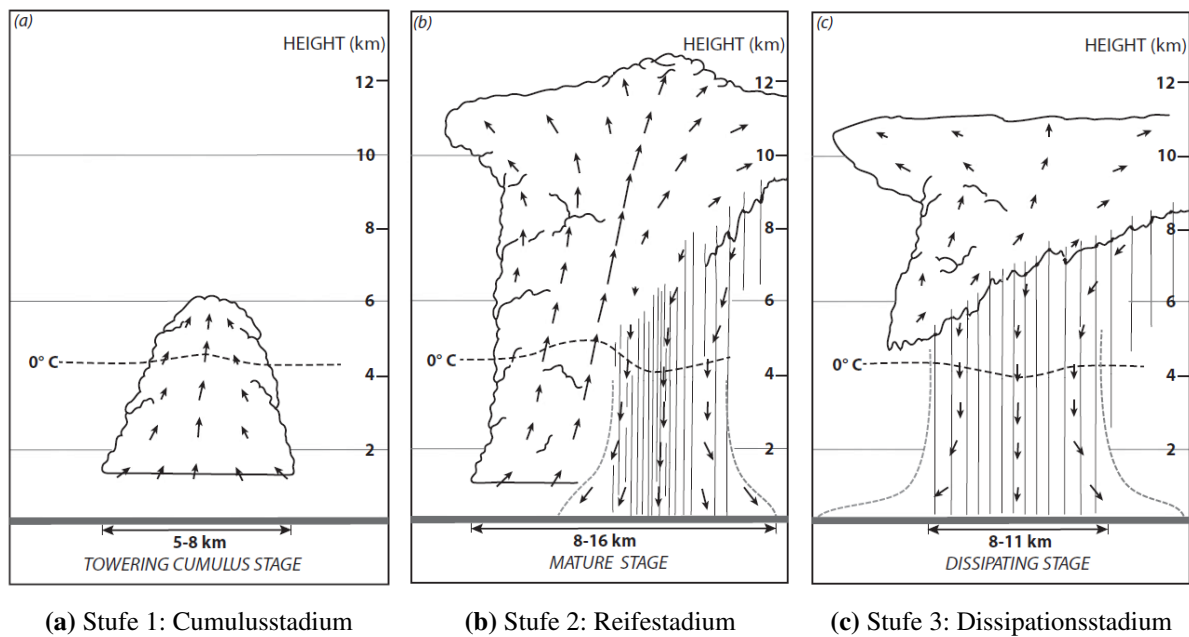 (a)
HEIGHT (km)
12
10
8
6
0° C
4
2
5-8 km
TOWERING CUMULUS STAGE
(b)
HEIGHT (km)
12
10
8
6
0° C
4
2
8-16 km
MATURE STAGE
(c)
HEIGHT (km)
12
10
8
6
0° C
4
2
8-11 km
DISSIPATING STAGE
(a) Stufe 1: Cumulusstadium
(b) Stufe 2: Reifestadium
(c) Stufe 3: Dissipationsstadium